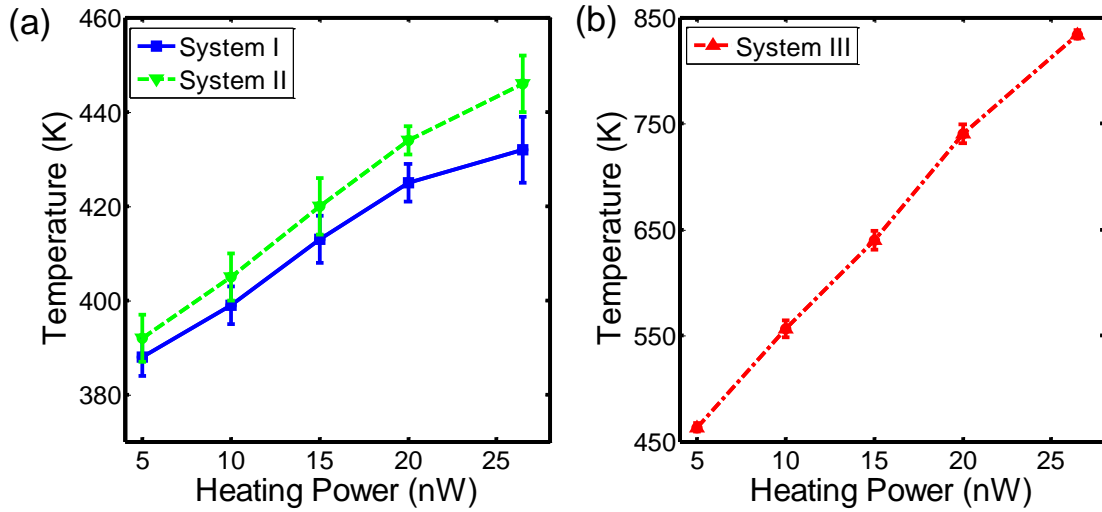 (a)
460
440
420
400
380
Temperature (K)
System I
System II
5 10 15 20 25
Heating Power (nW)
(b)
850
750
650
550
450
Temperature (K)
System III
5 10 15 20 25
Heating Power (nW)